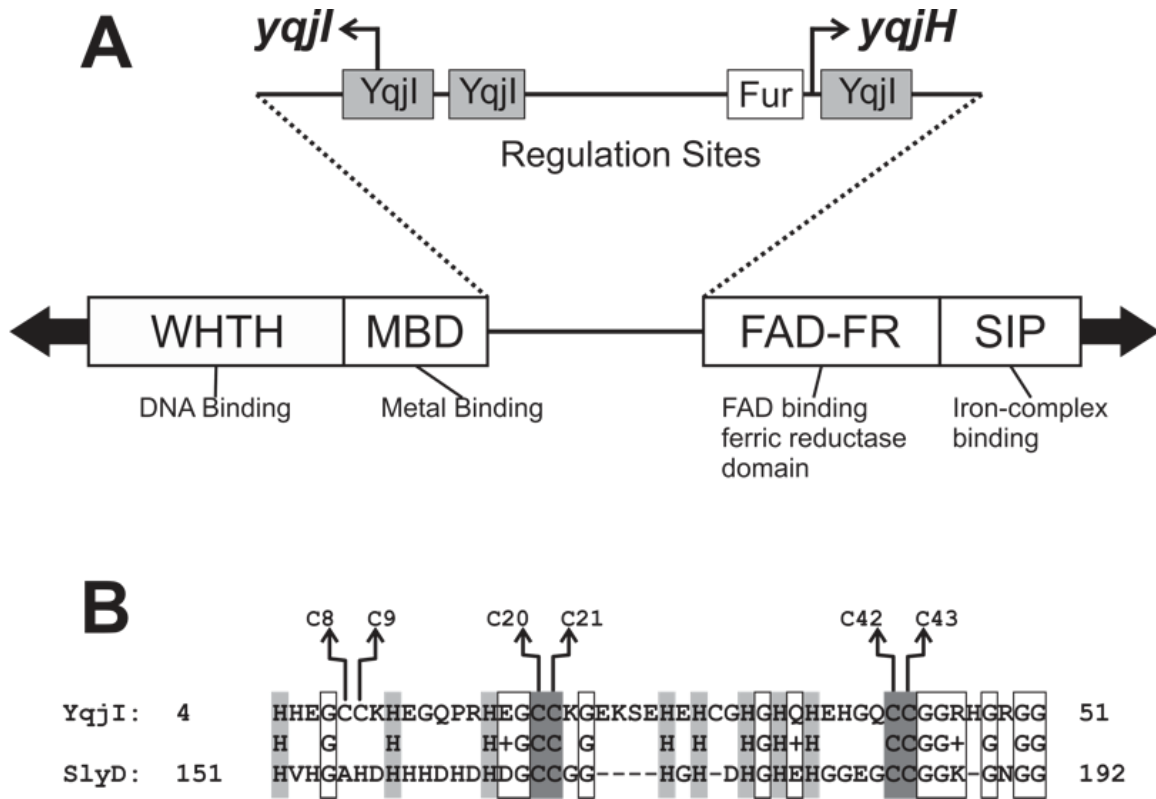 A
yqjI yqjH
YqjI YqjI Fur YqjI
Regulation Sites
WHTH MBD FAD-FR SIP
DNA Binding Metal Binding FAD binding ferric reductase domain Iron-complex binding
B
C8 C9 C20 C21 C42 C43
YqjI: 4 HHEGCCKHEGQPRHEGCCKGEKSEHEHCGHGHQHEHGQCCGGRHGRGG 51
H G H H+GCC G H H HGH+H CCGG+ G GG
SlyD: 151 HVHGAHDHHHDHDHDGCCGG----HGH-DHGHEHGGEGCCGGK-GNGG 192